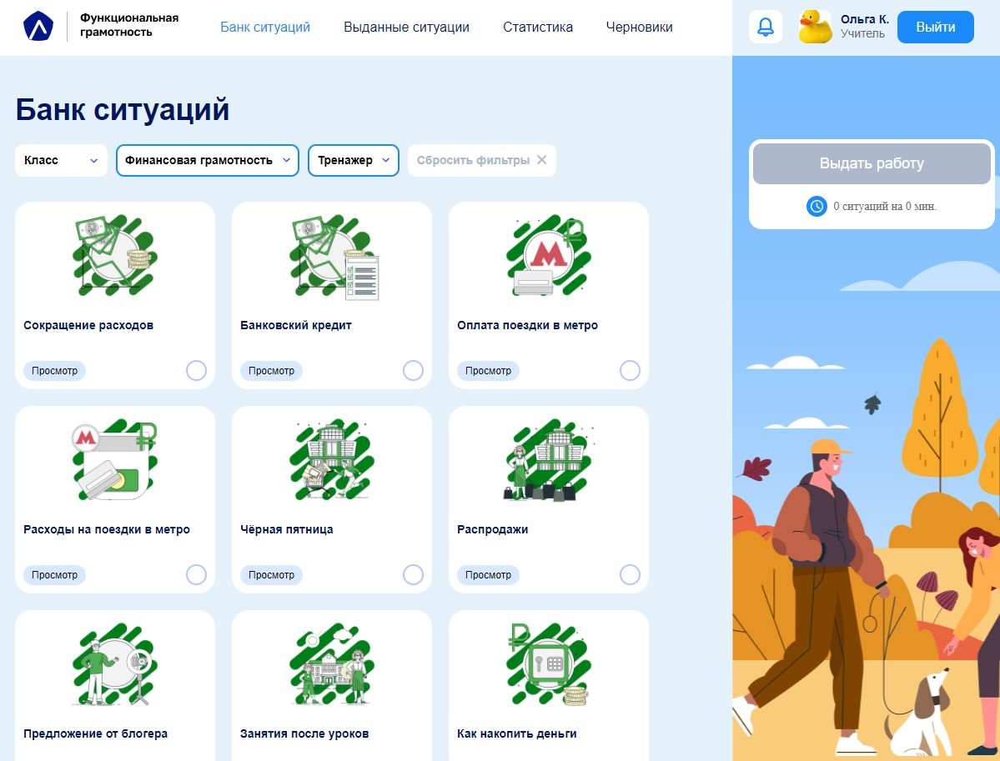 Функциональная
грамотность
Банк ситуаций
Выданные ситуации
Статистика
Черновики
Ольга К.
Учитель
Выйти
Банк ситуаций
Класс
Финансовая грамотность
Тренажер
Сбросить фильтры
Выдать работу
0 ситуаций на 0 мин.
Сокращение расходов
Просмотр
Банковский кредит
Просмотр
Оплата поездки в метро
Просмотр
Расходы на поездки в метро
Просмотр
Чёрная пятница
Просмотр
Распродажи
Просмотр
Предложение от блогера
Занятия после уроков
Как накопить деньги